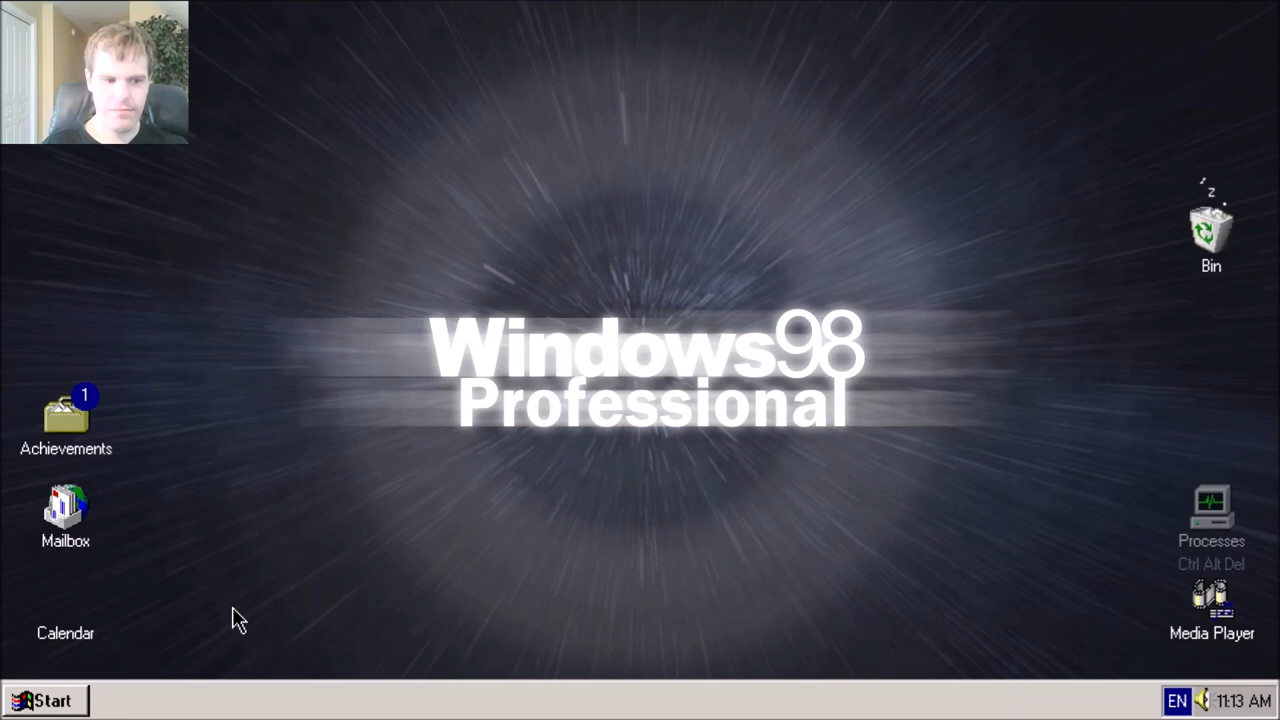 z
Bin
Windows98
Professional
1
Achievements
Mailbox
Processes
Ctrl Alt Del
Calendar
Media Player
Start
EN
11:13 AM